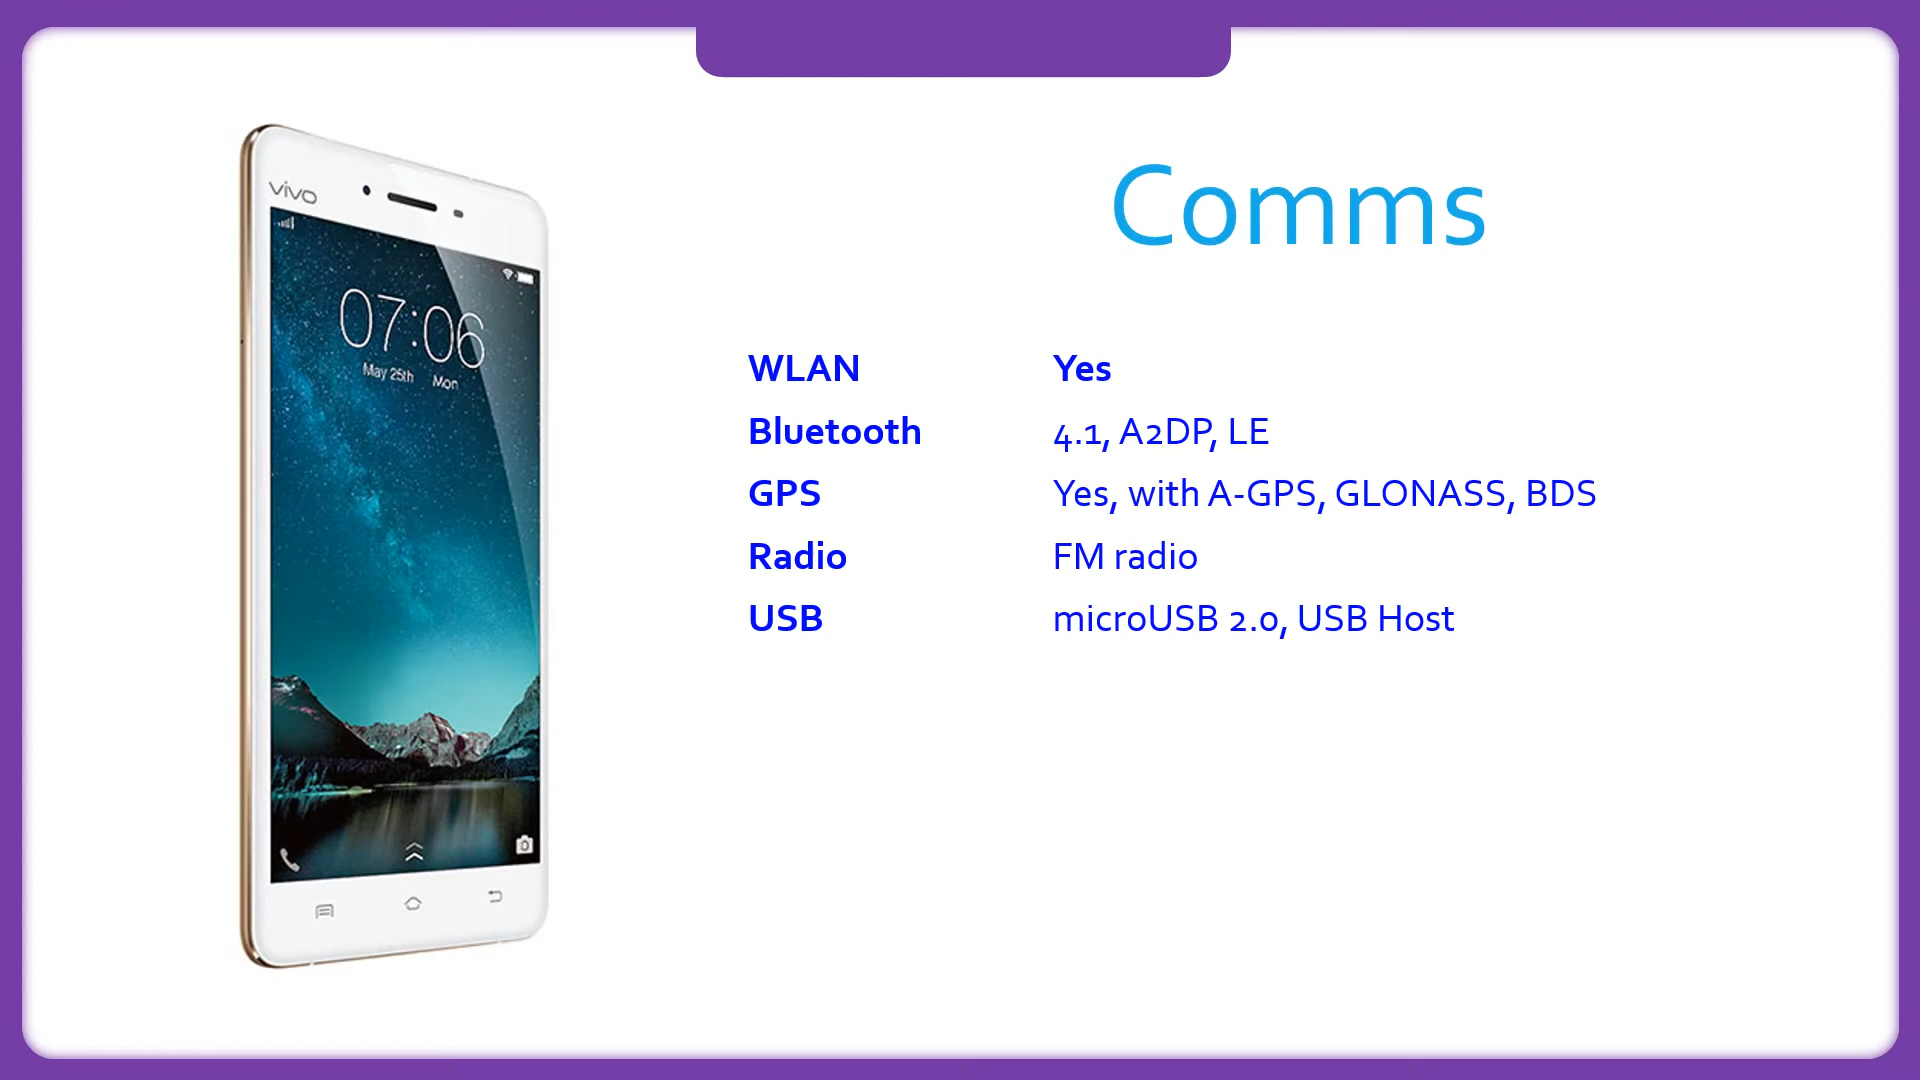 vivo
07:06
May 25th Mon
Comms
WLAN Yes
Bluetooth 4.1, A2DP, LE
GPS Yes, with A-GPS, GLONASS, BDS
Radio FM radio
USB microUSB 2.0, USB Host